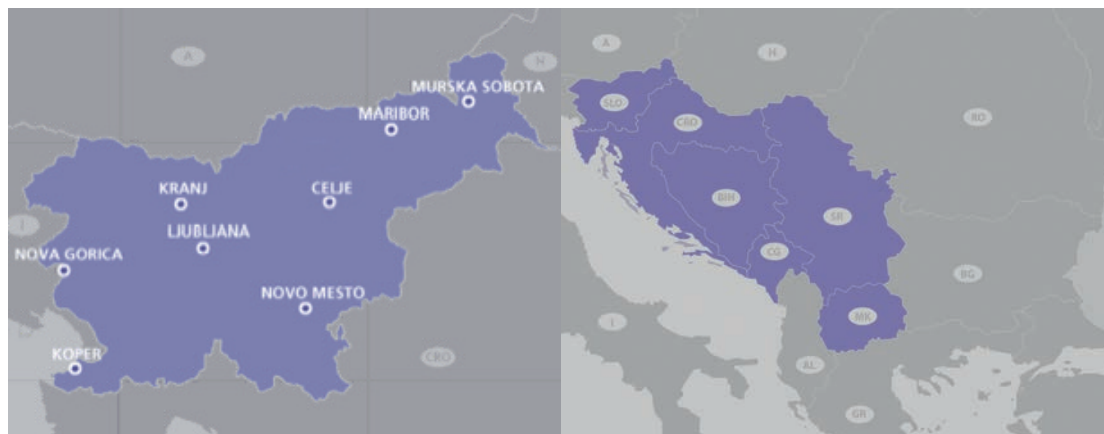 A
H
MURSKA SOBOTA
MARIBOR
KRANJ
CELJE
I
LJUBLJANA
NOVA GORICA
NOVO MESTO
KOPER
CRO
A
H
SLO
CRO
RO
BIH
SR
CG
BG
I
MK
AL
GR